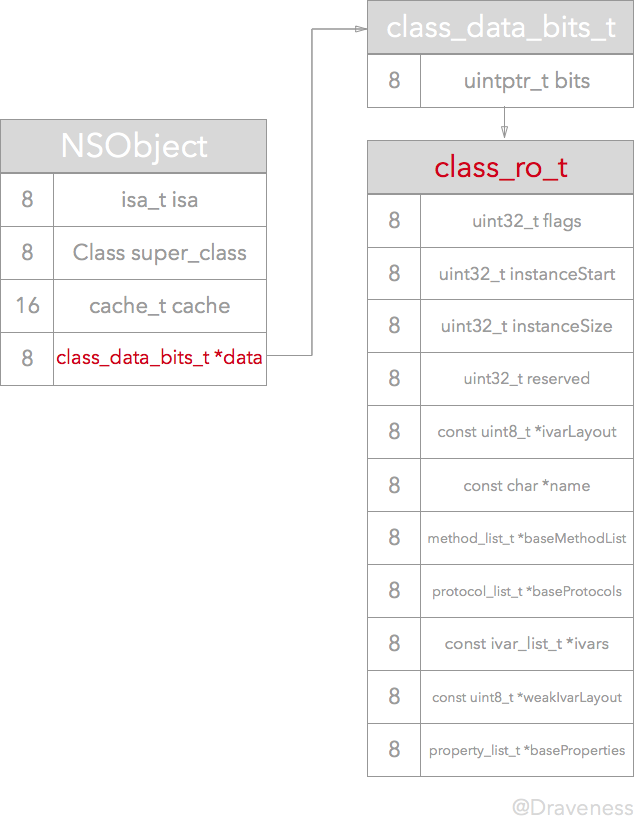 class_data_bits_t
8 uintptr_t bits
NSObject
8 isa_t isa
8 Class super_class
16 cache_t cache
8 class_data_bits_t *data
class_ro_t
8 uint32_t flags
8 uint32_t instanceStart
8 uint32_t instanceSize
8 uint32_t reserved
8 const uint8_t *ivarLayout
8 const char *name
8 method_list_t *baseMethodList
8 protocol_list_t *baseProtocols
8 const ivar_list_t *ivars
8 const uint8_t *weakIvarLayout
8 property_list_t *baseProperties
@Draveness